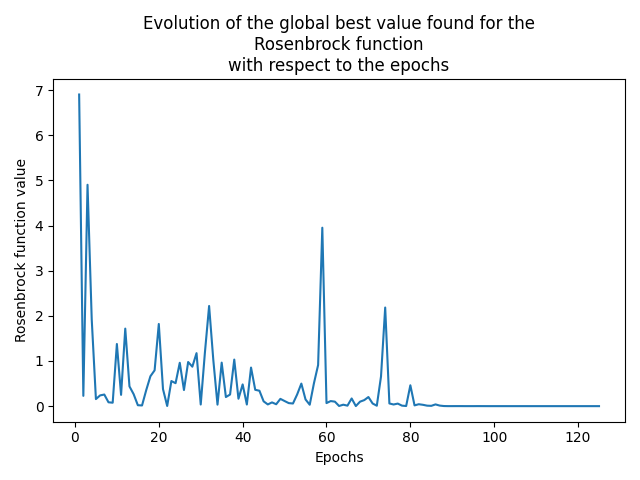 Evolution of the global best value found for the
Rosenbrock function
with respect to the epochs
7
6
5
4
3
2
1
0
Rosenbrock function value
0 20 40 60 80 100 120
Epochs